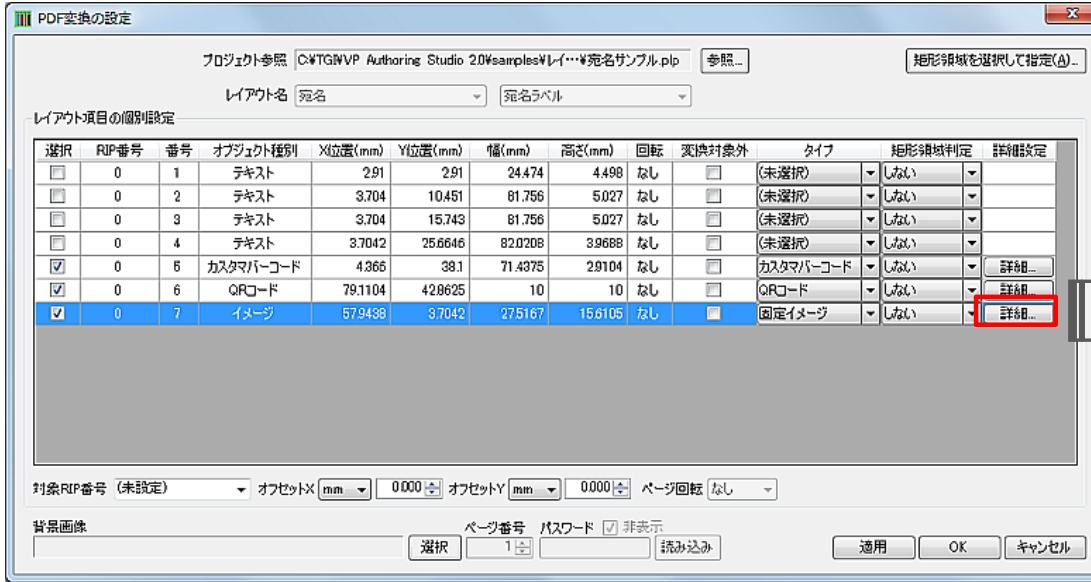 PDF変換の設定
プロジェクト参照 C:¥TGI¥VP Authoring Studio 2.0¥samples¥レイ…¥宛名サンプル.plp 参照... 矩形領域を選択して指定(A)...
レイアウト名 宛名 宛名ラベル
レイアウト項目の個別設定
選択 RIP番号 番号 オブジェクト種別 X位置(mm) Y位置(mm) 幅(mm) 高さ(mm) 回転 変換対象外 タイプ 矩形領域判定 詳細設定
0 1 テキスト 2.91 2.91 24.474 4.498 なし (未選択) しない
0 2 テキスト 3.704 10.451 81.756 5.027 なし (未選択) しない
0 3 テキスト 3.704 15.743 81.756 5.027 なし (未選択) しない
0 4 テキスト 3.7042 25.6646 82.0208 3.9688 なし (未選択) しない
0 5 カスタマバーコード 4.365 38.1 71.4375 2.9104 なし カスタマバーコード しない 詳細...
0 6 QRコード 79.1104 42.8625 10 10 なし QRコード しない 詳細...
0 7 イメージ 57.9438 3.7042 27.5167 15.6105 なし 固定イメージ しない 詳細...
対象RIP番号 (未設定) オフセットX mm 0.000 オフセットY mm 0.000 ページ回転 なし
背景画像 ページ番号 パスワード 非表示
選択 1 読み込み 適用 OK キャンセル